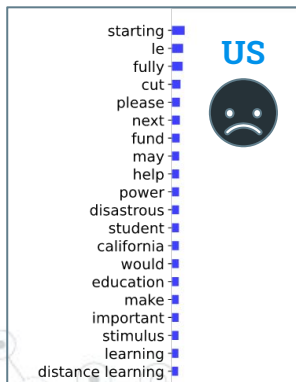 starting
US
le
fully
cut
please
next
fund
may
help
power
disastrous
student
california
would
education
make
important
stimulus
learning
distance learning